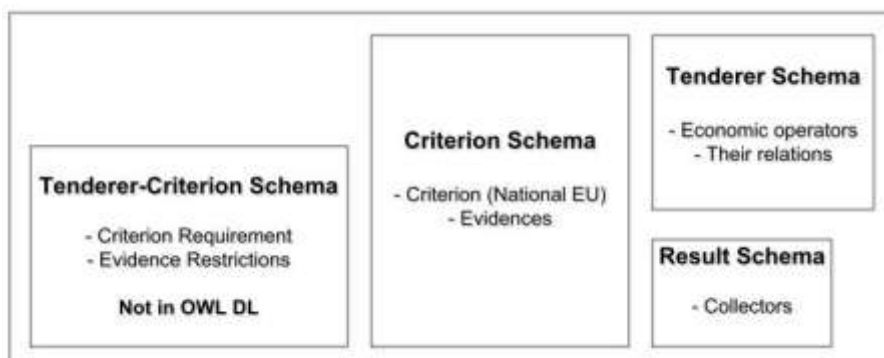 Tenderer-Criterion Schema
- Criterion Requirement
- Evidence Restrictions
Not in OWL DL
Criterion Schema
- Criterion (National EU)
- Evidences
Tenderer Schema
- Economic operators
- Their relations
Result Schema
- Collectors